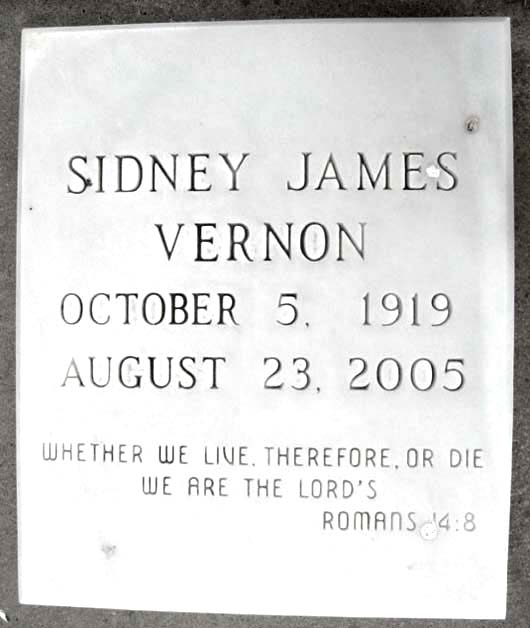 SIDNEY JAMES
VERNON
OCTOBER 5, 1919
AUGUST 23, 2005
WHETHER WE LIVE, THEREFORE, OR DIE
WE ARE THE LORD'S
ROMANS 14:8